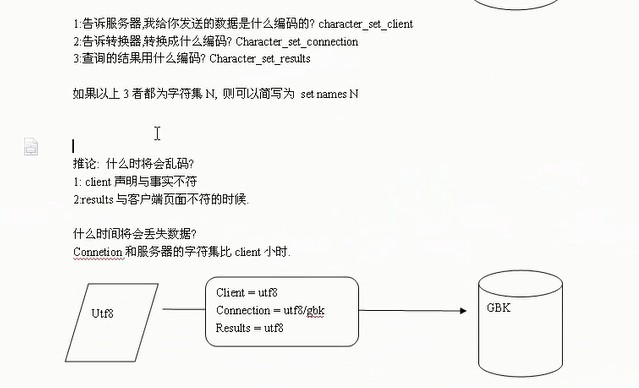 1:告诉服务器,我给你发送的数据是什么编码的? character_set_client
2:告诉转换器,转换成什么编码? Character_set_connection
3:查询的结果用什么编码? Character_set_results
如果以上 3 者都为字符集 N, 则可以简写为 set names N
推论: 什么时将会乱码?
1: client 声明与事实不符
2:results 与客户端页面不符的时候.
什么时间将会丢失数据?
Connetion 和服务器的字符集比 client 小时.
Utf8
Client = utf8
Connection = utf8/gbk
Results = utf8
GBK